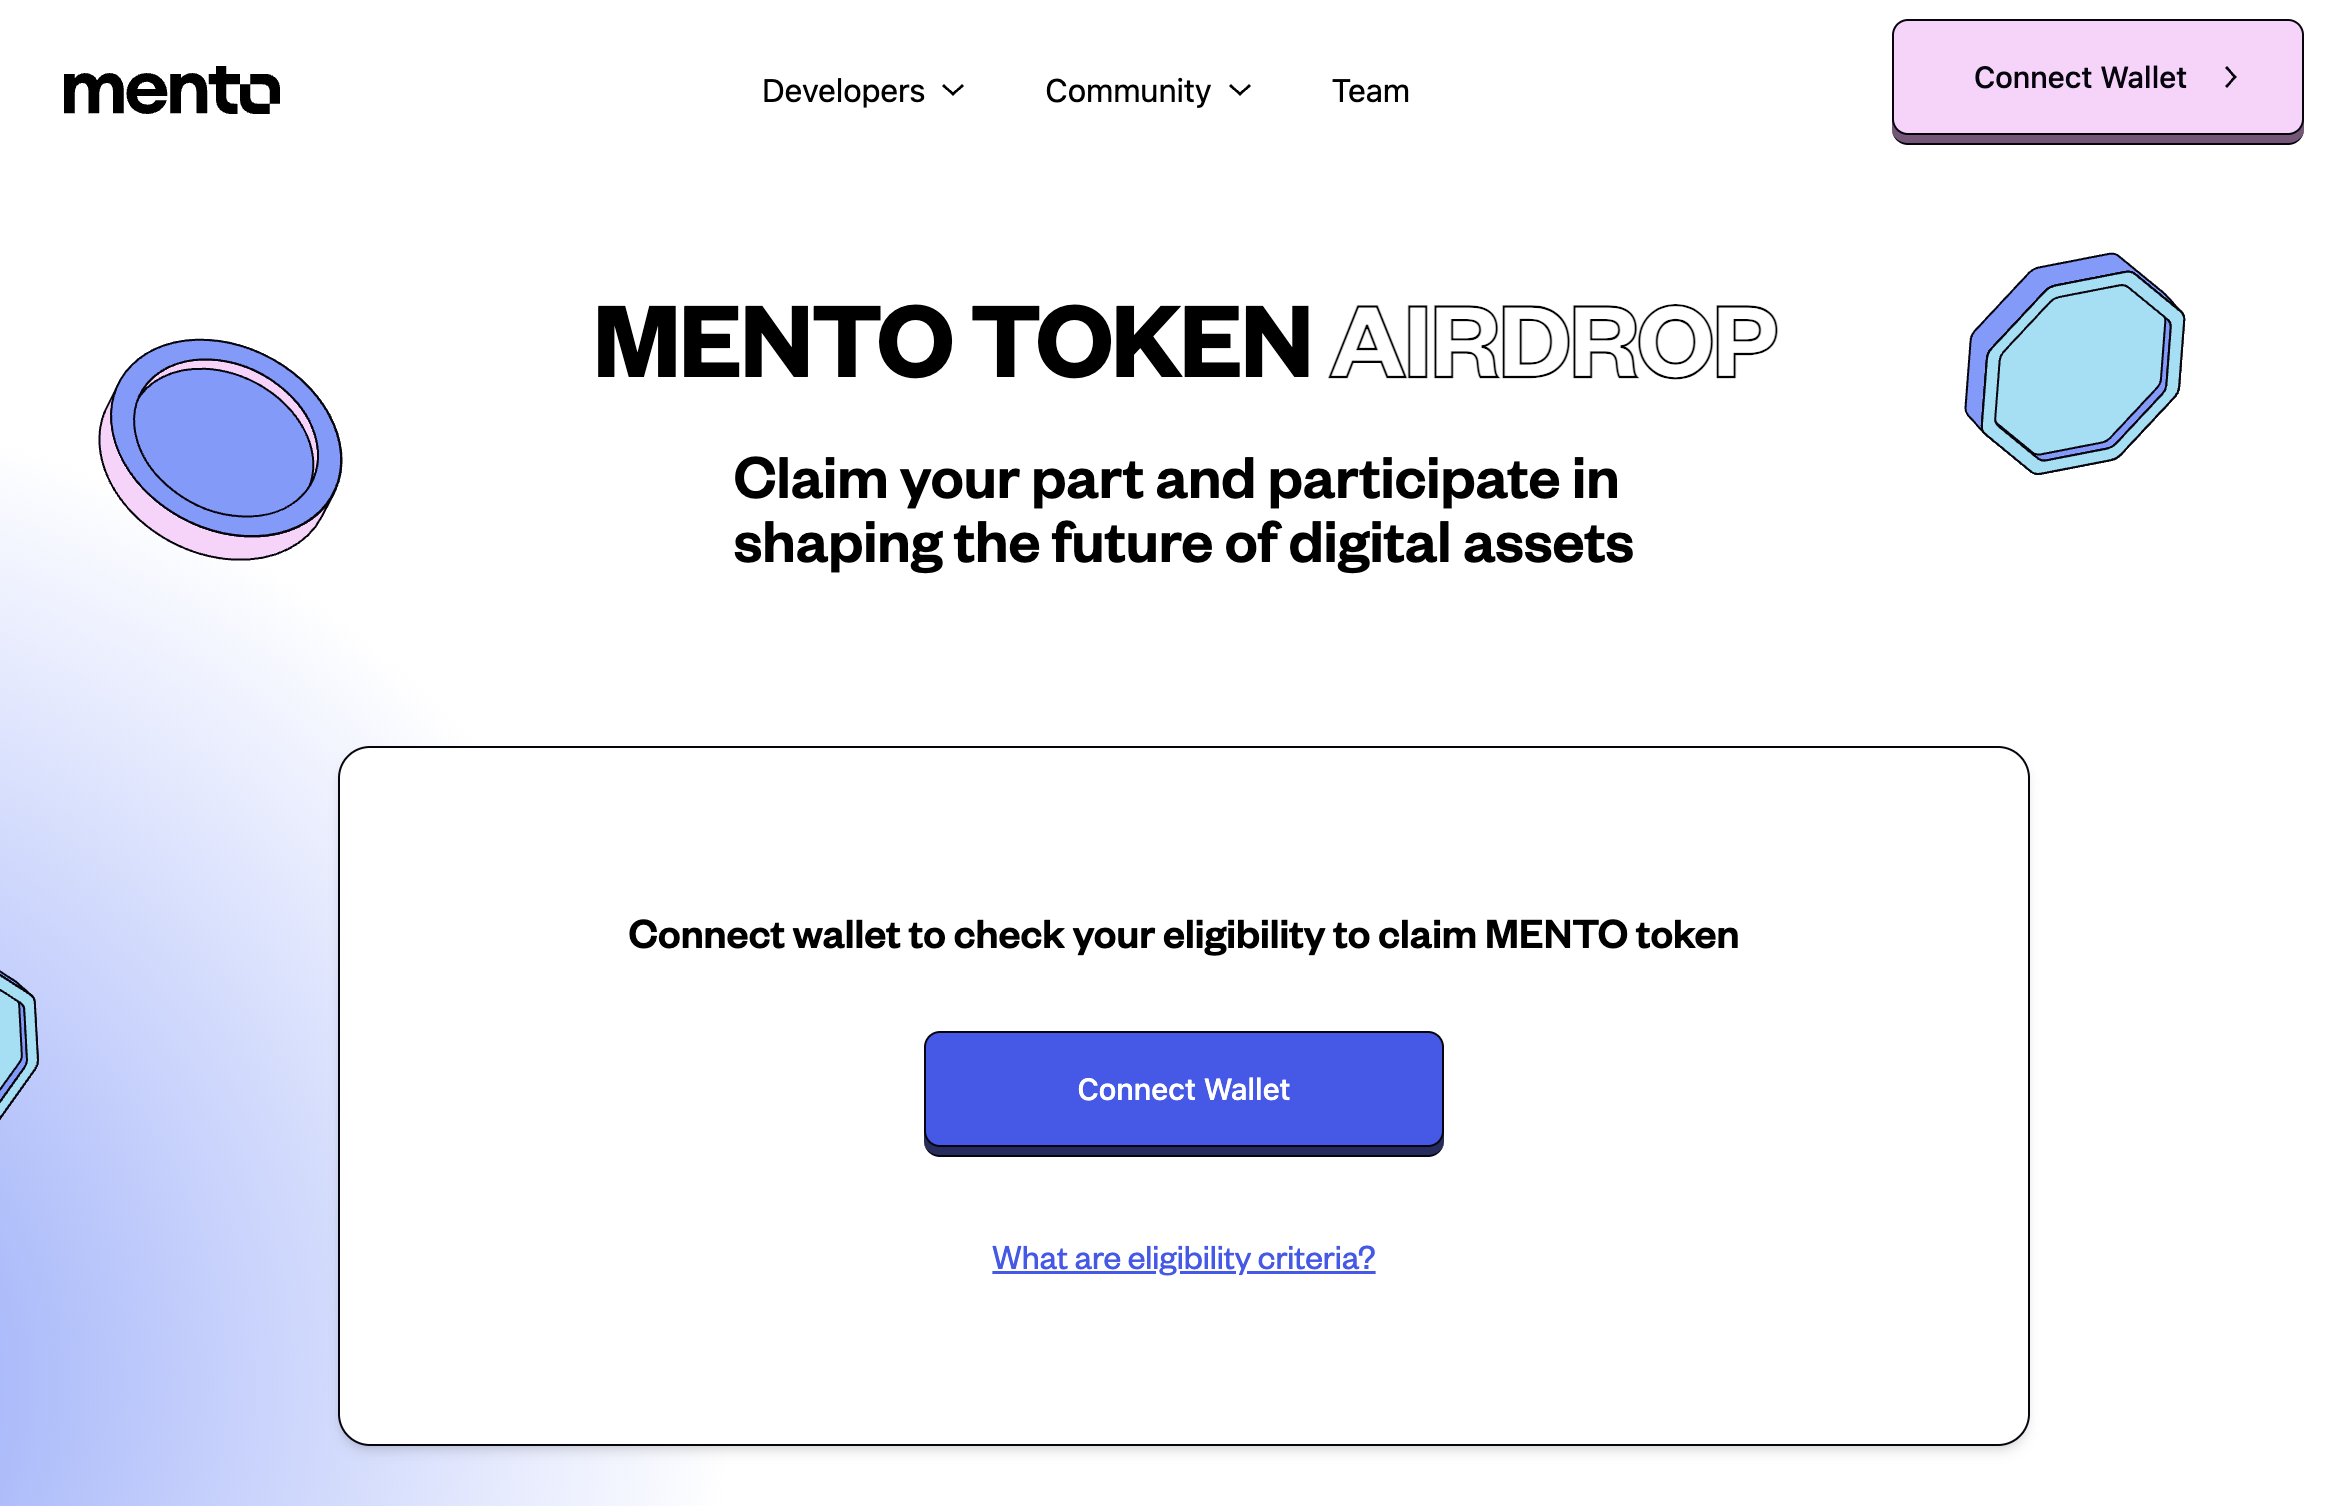 mento
Developers
Community
Team
Connect Wallet
MENTO TOKEN AIRDROP
Claim your part and participate in
shaping the future of digital assets
Connect wallet to check your eligibility to claim MENTO token
Connect Wallet
What are eligibility criteria?